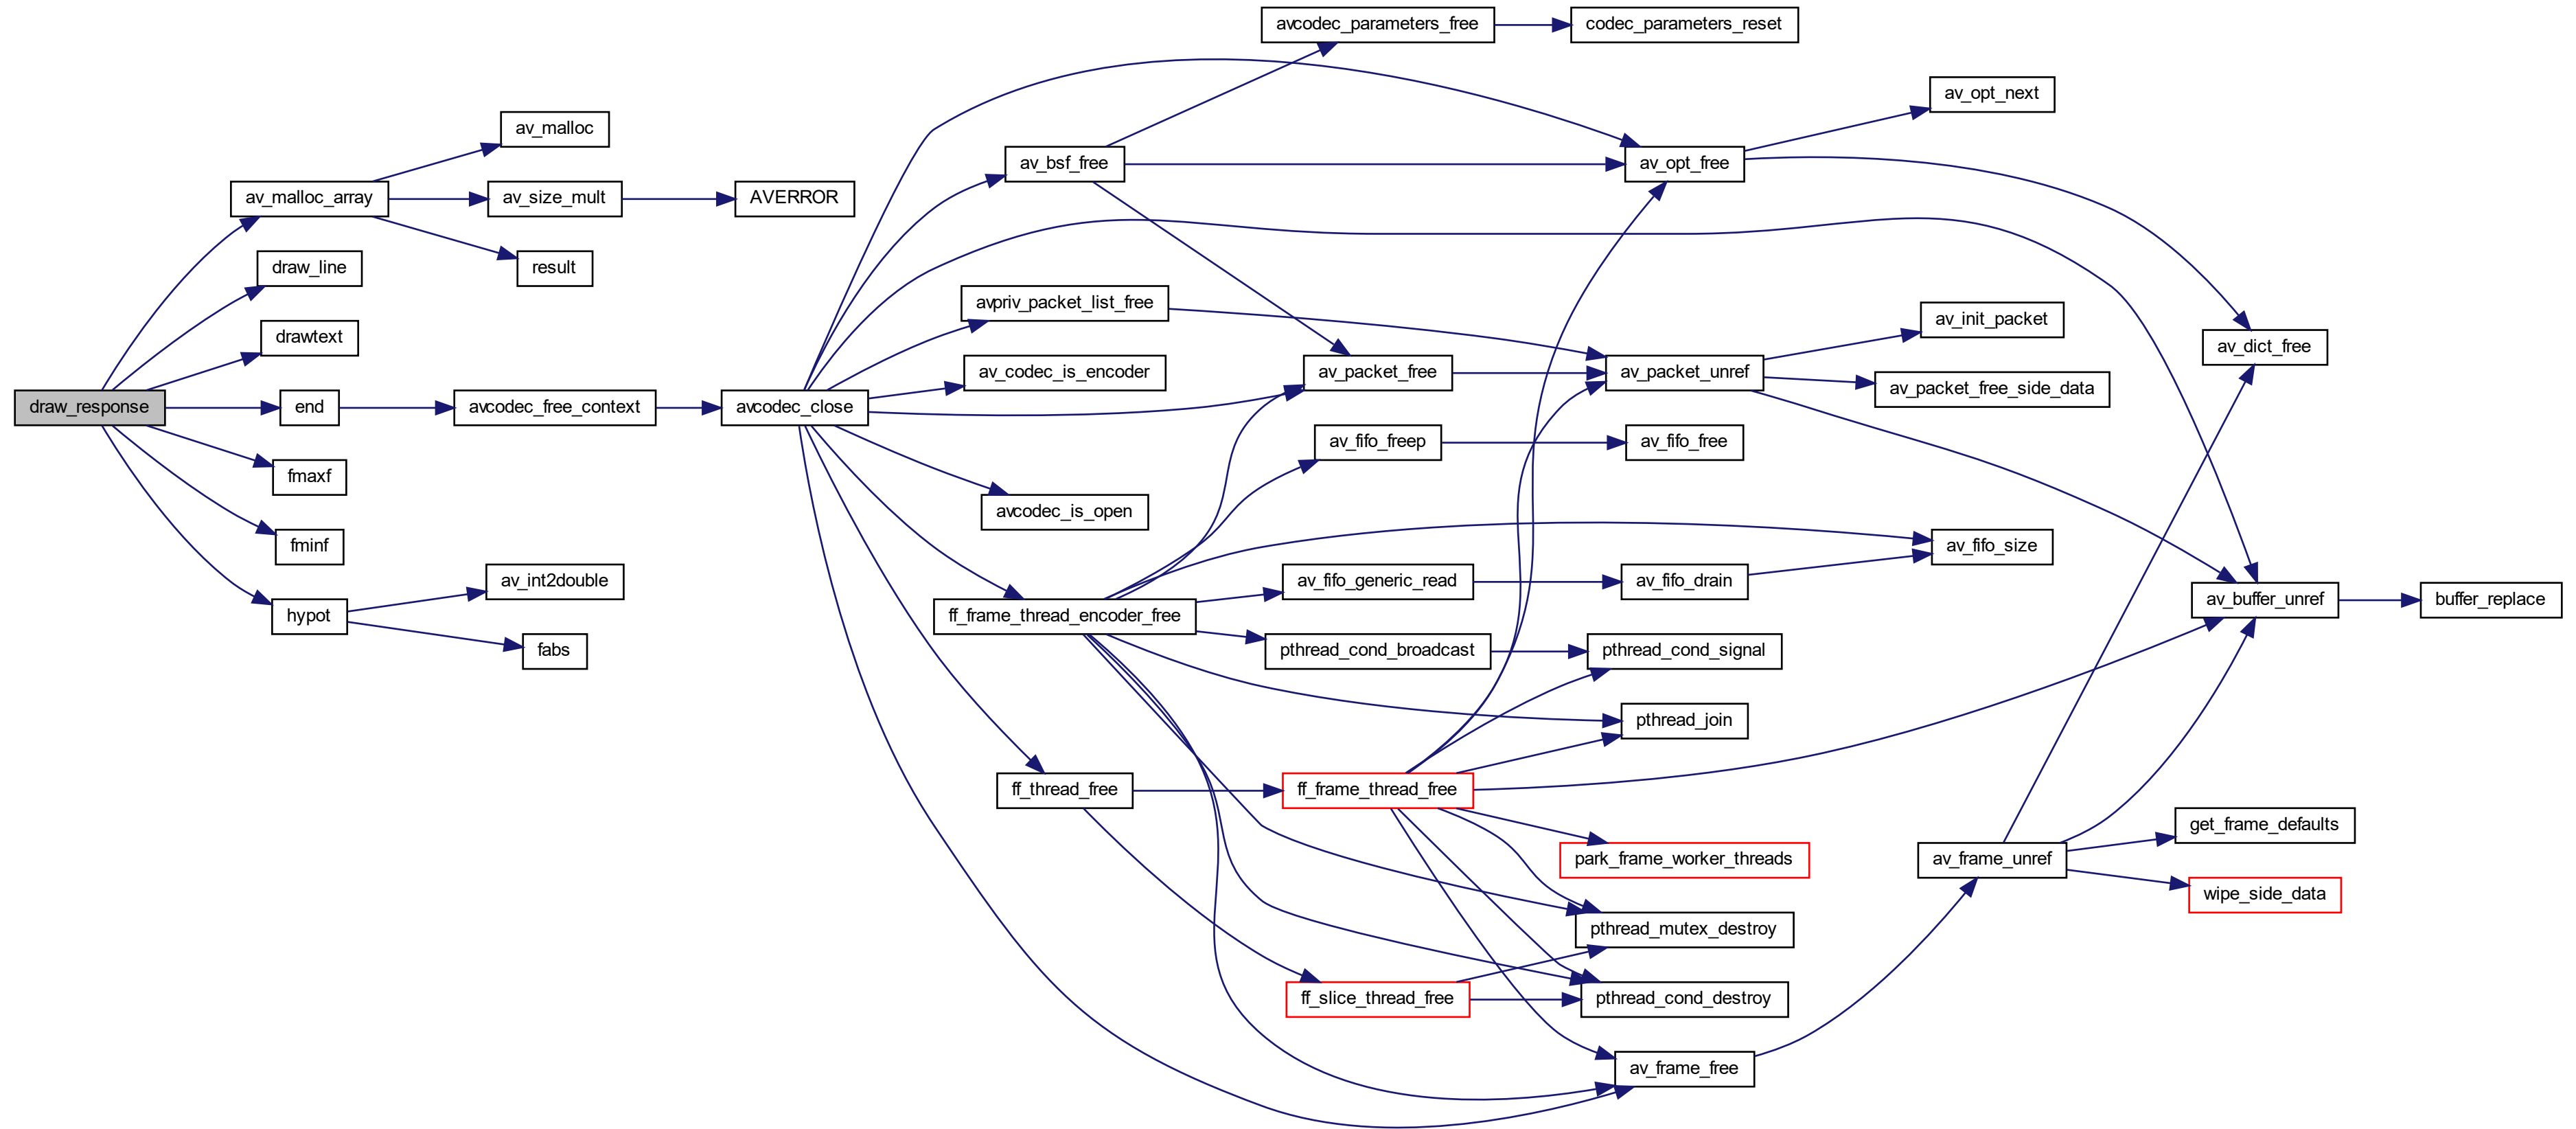 draw_response
av_malloc_array
draw_line
drawtext
end
fmaxf
fminf
hypot
av_malloc
av_size_mult
result
avcodec_free_context
av_int2double
fabs
AVERROR
avcodec_close
av_bsf_free
avpriv_packet_list_free
av_codec_is_encoder
avcodec_is_open
ff_frame_thread_encoder_free
ff_thread_free
avcodec_parameters_free
av_packet_free
av_fifo_freep
av_fifo_generic_read
pthread_cond_broadcast
ff_frame_thread_free
ff_slice_thread_free
codec_parameters_reset
av_opt_free
av_packet_unref
av_fifo_free
av_fifo_drain
pthread_cond_signal
pthread_join
park_frame_worker_threads
pthread_mutex_destroy
pthread_cond_destroy
av_frame_free
av_opt_next
av_init_packet
av_packet_free_side_data
av_fifo_size
av_frame_unref
av_dict_free
av_buffer_unref
get_frame_defaults
wipe_side_data
buffer_replace